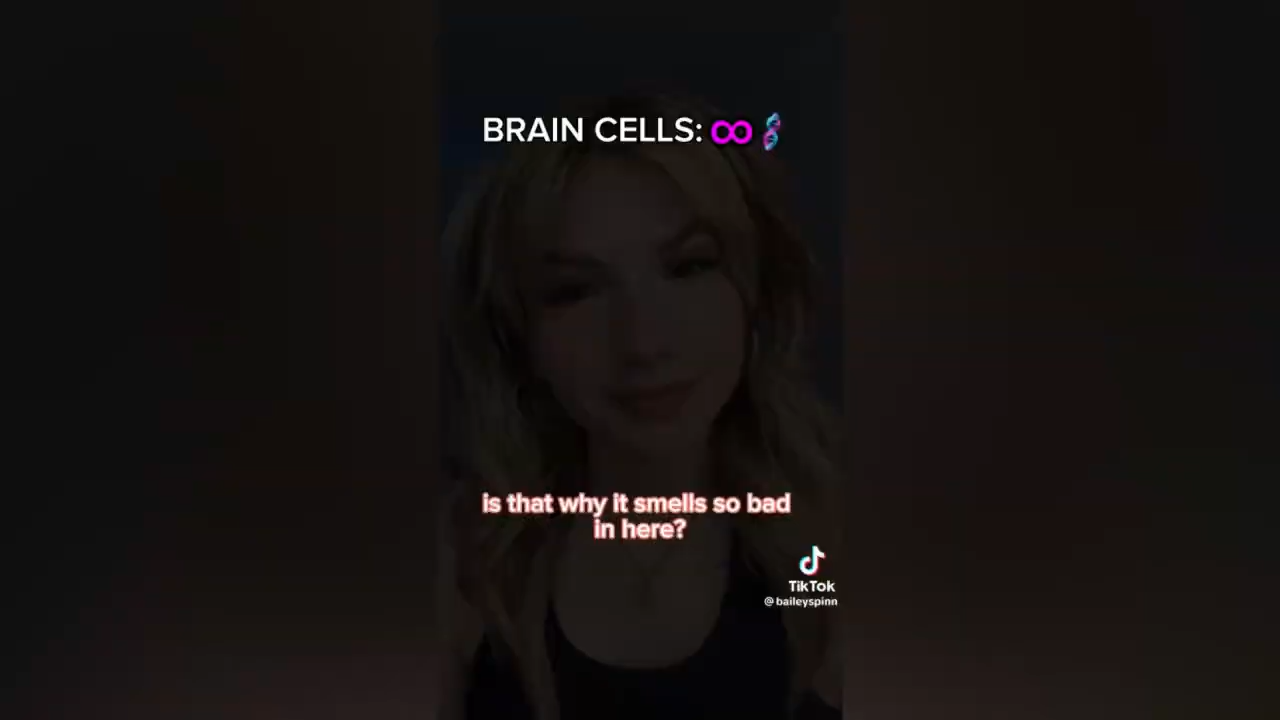 BRAIN CELLS: ∞🧬
is that why it smells so bad
in here?
TikTok
@baileyspinn